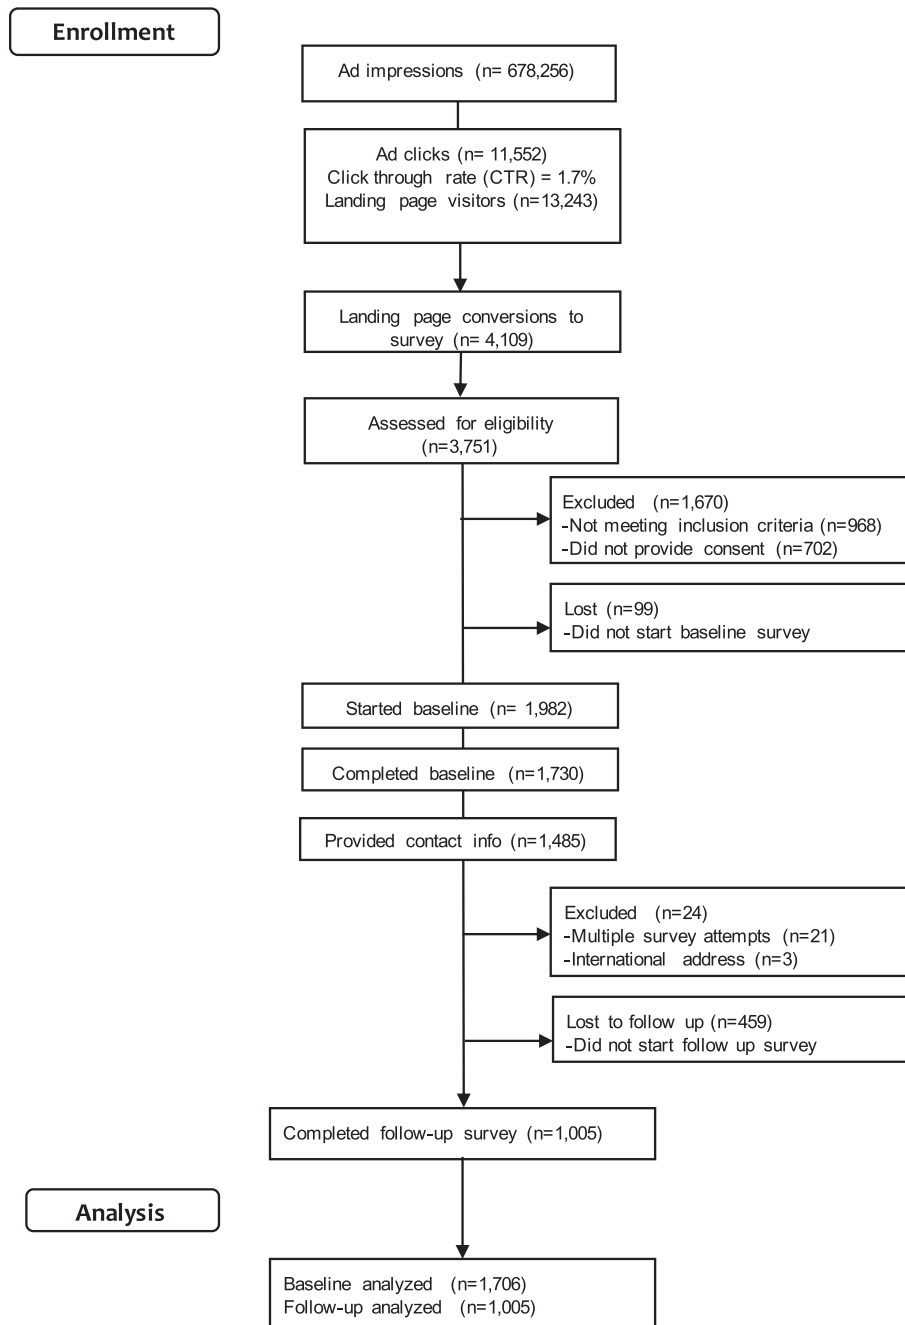 Enrollment
Ad impressions (n= 678,256)
Ad clicks (n= 11,552)
Click through rate (CTR) = 1.7%
Landing page visitors (n=13,243)
Landing page conversions to
survey (n= 4,109)
Assessed for eligibility
(n=3,751)
Excluded (n=1,670)
-Not meeting inclusion criteria (n=968)
-Did not provide consent (n=702)
Lost (n=99)
-Did not start baseline survey
Started baseline (n= 1,982)
Completed baseline (n=1,730)
Provided contact info (n=1,485)
Excluded (n=24)
-Multiple survey attempts (n=21)
-International address (n=3)
Lost to follow up (n=459)
-Did not start follow up survey
Completed follow-up survey (n=1,005)
Analysis
Baseline analyzed (n=1,706)
Follow-up analyzed (n=1,005)